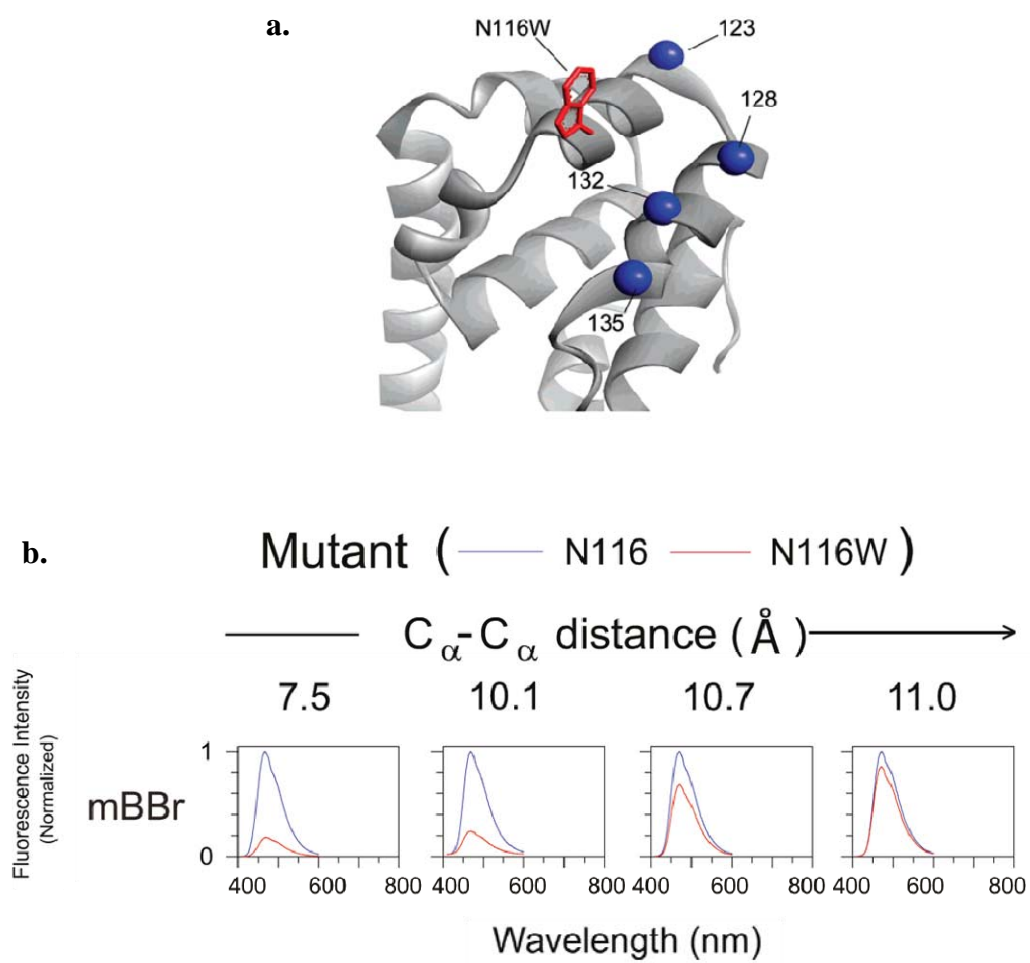 a.
N116W
123
128
132
135
b.
Mutant ( N116 N116W )
Cα-Cα distance (Å)
7.5 10.1 10.7 11.0
Fluorescence Intensity
(Normalized)
mBBr
1
0
400 600 800 400 600 800 400 600 800 400 600 800
Wavelength (nm)